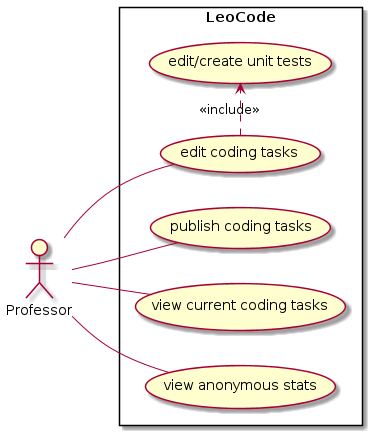 LeoCode
edit/create unit tests
«include»
edit coding tasks
publish coding tasks
view current coding tasks
Professor
view anonymous stats